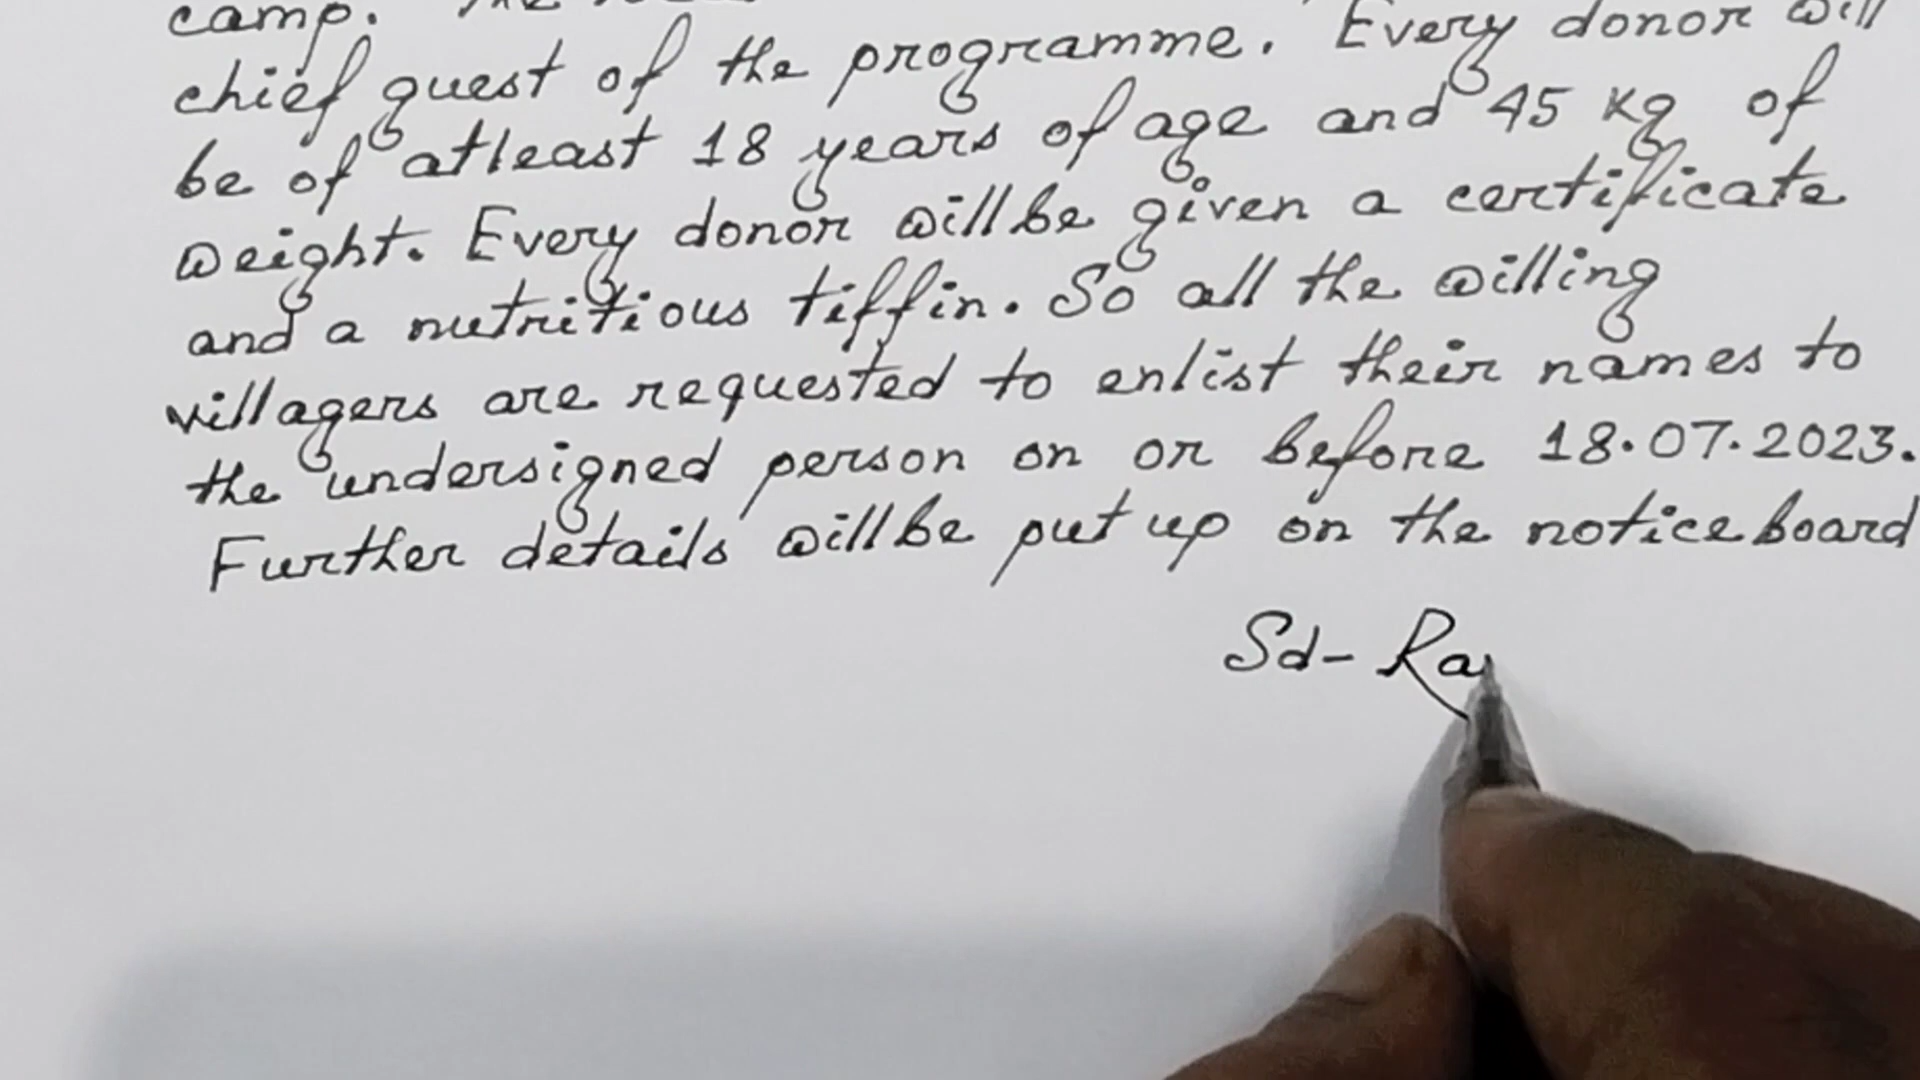 camp. The
chief guest of the programme. Every donor will
be of atleast 18 years of age and 45 kg of
weight. Every donor will be given a certificate
and a nutritious tiffin. So all the willing
villagers are requested to enlist their names to
the undersigned person on or before 18.07.2023.
Further details will be put up on the notice board
Sd- Ra